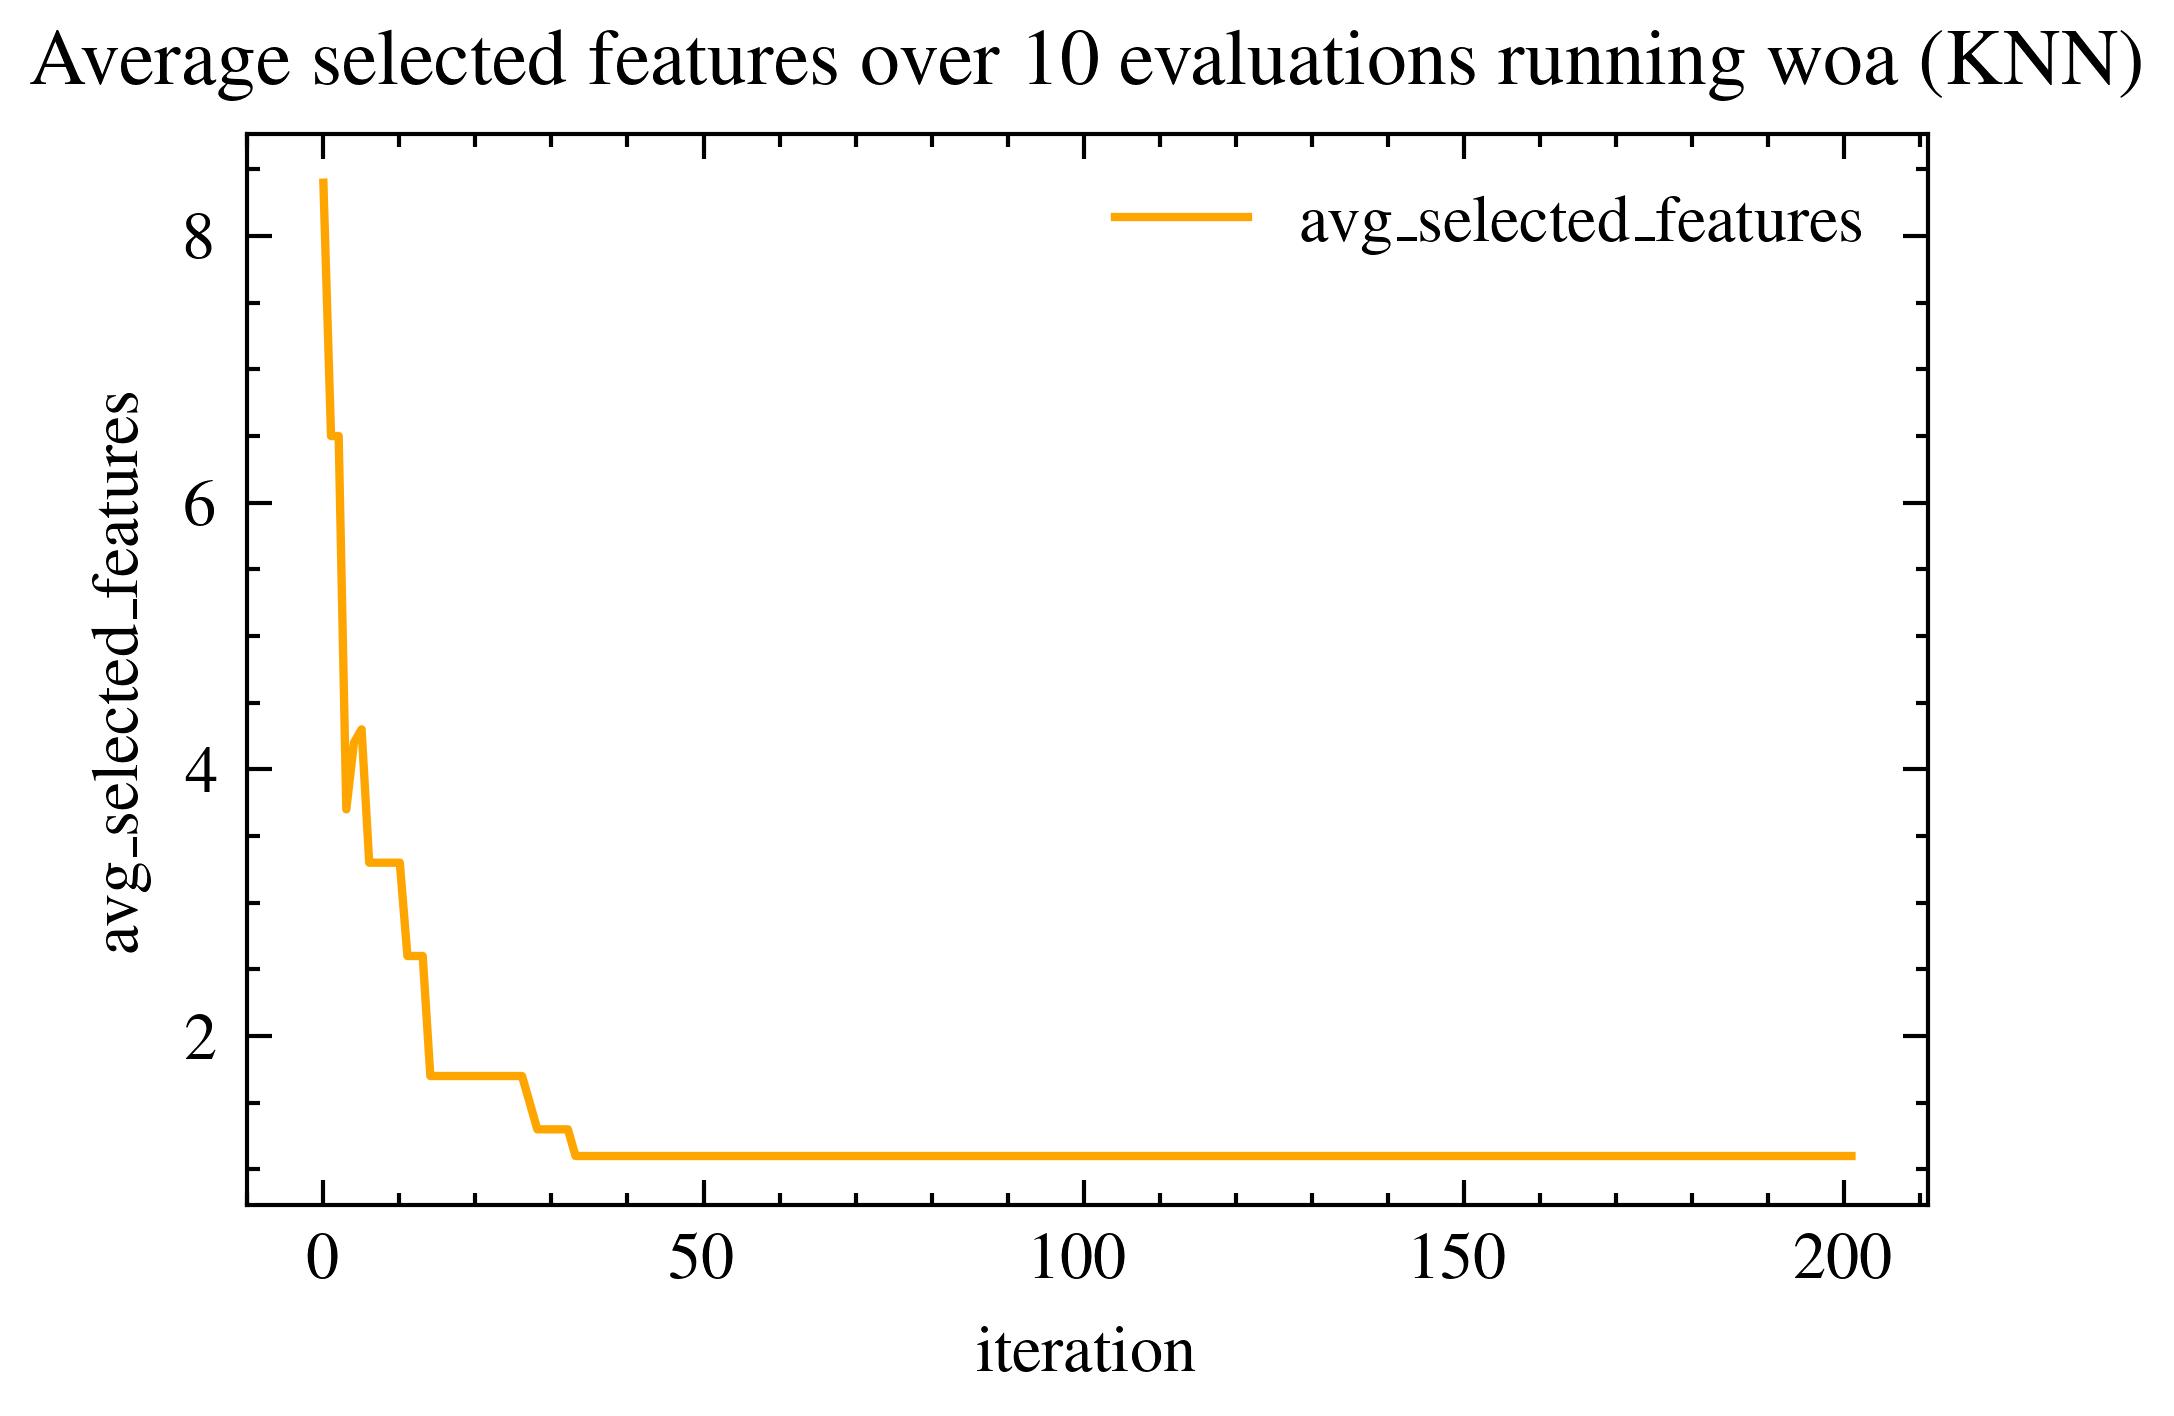 Average selected features over 10 evaluations running woa (KNN)
avg_selected_features
8
6
4
2
avg_selected_features
0 50 100 150 200
iteration